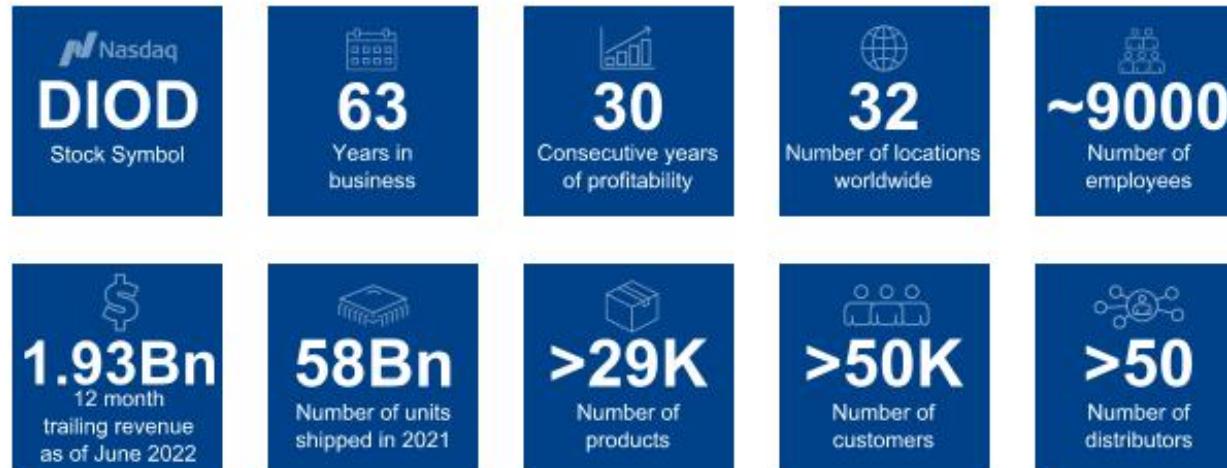 Nasdaq
DIOD
Stock Symbol
63
Years in
business
30
Consecutive years
of profitability
32
Number of locations
worldwide
~9000
Number of
employees
1.93Bn
12 month
trailing revenue
as of June 2022
58Bn
Number of units
shipped in 2021
>29K
Number of
products
>50K
Number of
customers
>50
Number of
distributors